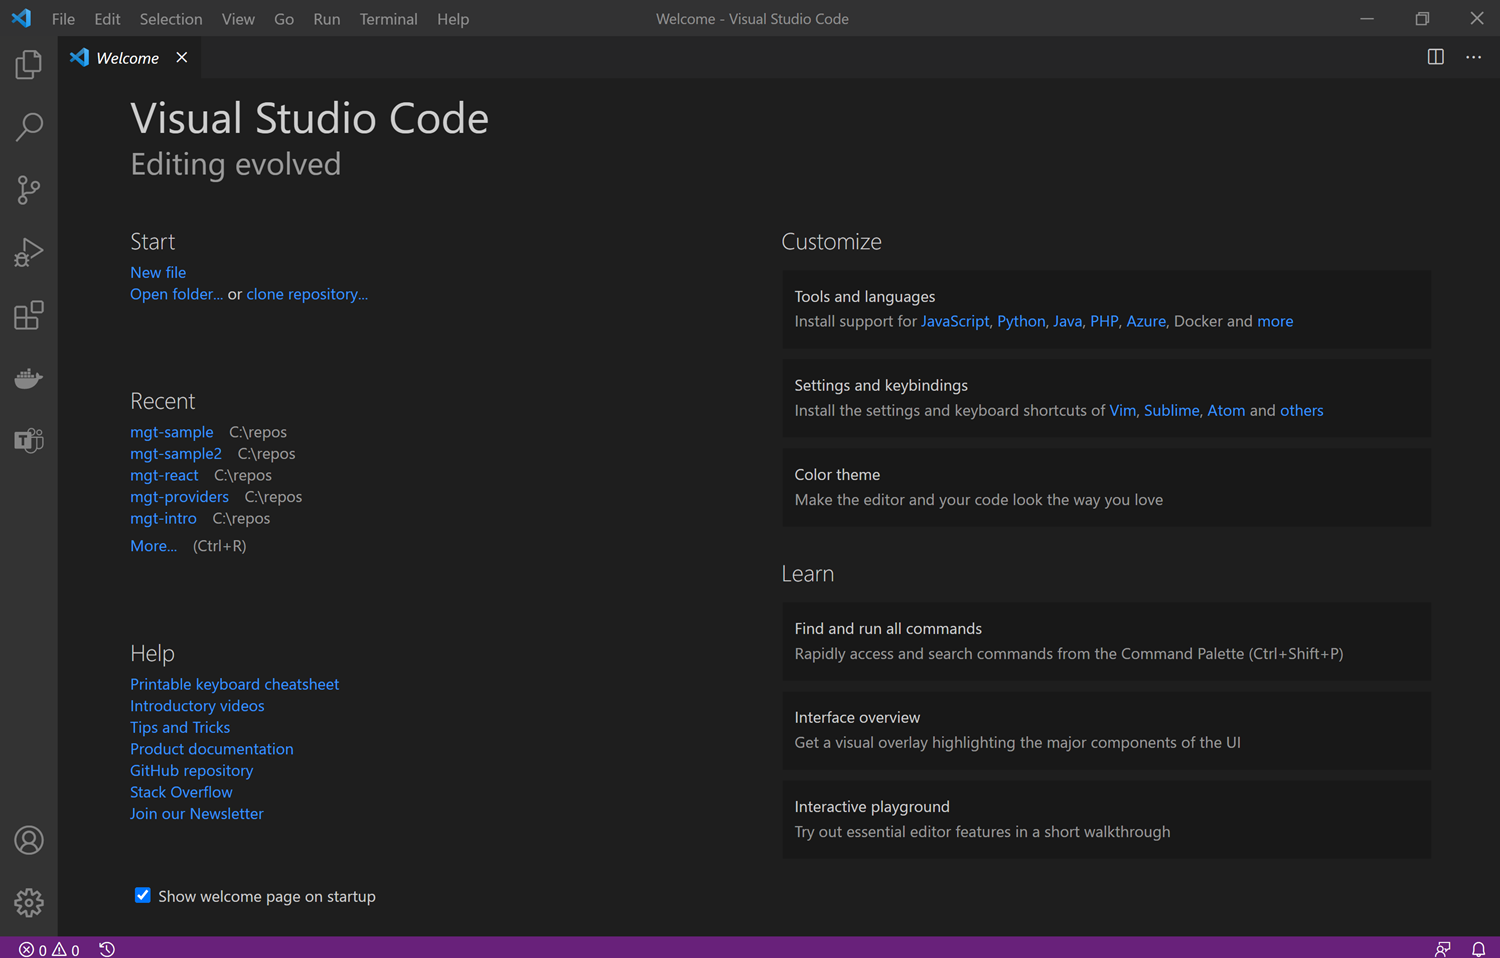 File Edit Selection View Go Run Terminal Help Welcome - Visual Studio Code
Welcome
Visual Studio Code
Editing evolved
Start
New file
Open folder... or clone repository...
Recent
mgt-sample C:\repos
mgt-sample2 C:\repos
mgt-react C:\repos
mgt-providers C:\repos
mgt-intro C:\repos
More... (Ctrl+R)
Help
Printable keyboard cheatsheet
Introductory videos
Tips and Tricks
Product documentation
GitHub repository
Stack Overflow
Join our Newsletter
Show welcome page on startup
Customize
Tools and languages
Install support for JavaScript, Python, Java, PHP, Azure, Docker and more
Settings and keybindings
Install the settings and keyboard shortcuts of Vim, Sublime, Atom and others
Color theme
Make the editor and your code look the way you love
Learn
Find and run all commands
Rapidly access and search commands from the Command Palette (Ctrl+Shift+P)
Interface overview
Get a visual overlay highlighting the major components of the UI
Interactive playground
Try out essential editor features in a short walkthrough
T
0 0